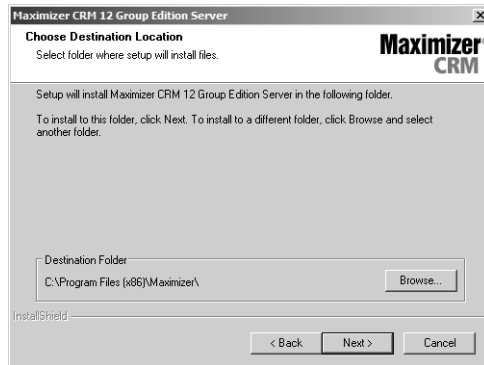 Maximizer CRM 12 Group Edition Server
Choose Destination Location
Select folder where setup will install files.
Maximizer
CRM
Setup will install Maximizer CRM 12 Group Edition Server in the following folder.
To install to this folder, click Next. To install to a different folder, click Browse and select
another folder.
Destination Folder
C:\Program Files (x86)\Maximizer\
Browse...
InstallShield
< Back
Next >
Cancel